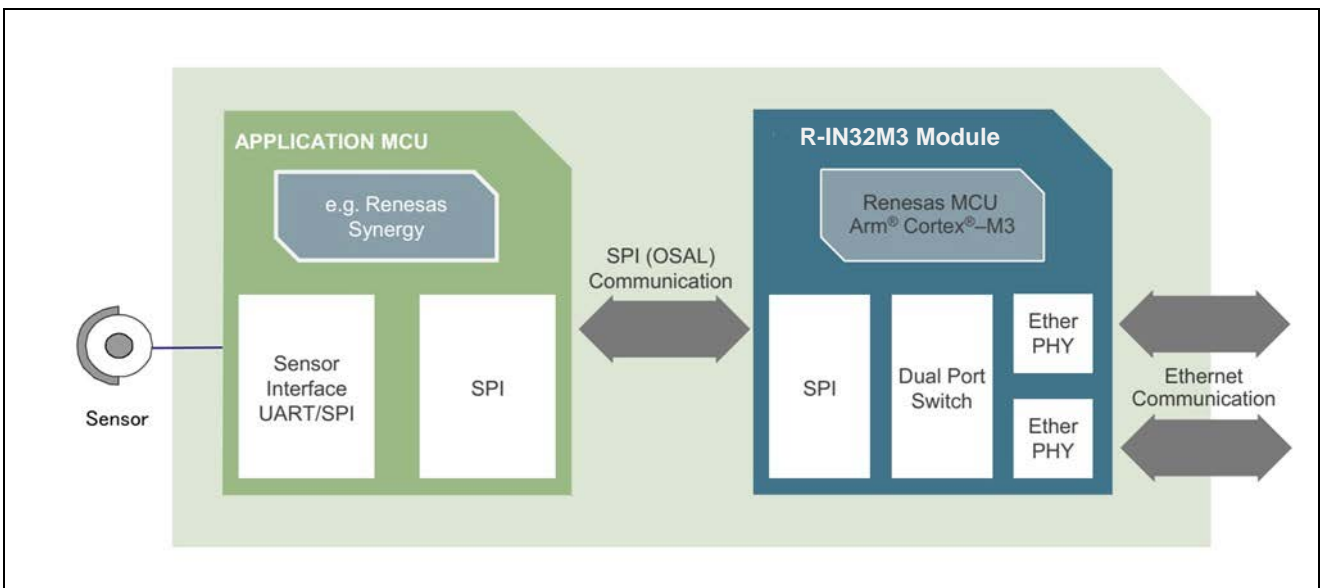 APPLICATION MCU
e.g. Renesas
Synergy
Sensor
Interface
UART/SPI
SPI
Sensor
SPI (OSAL)
Communication
R-IN32M3 Module
Renesas MCU
Arm® Cortex®–M3
SPI
Dual Port
Switch
Ether
PHY
Ether
PHY
Ethernet
Communication